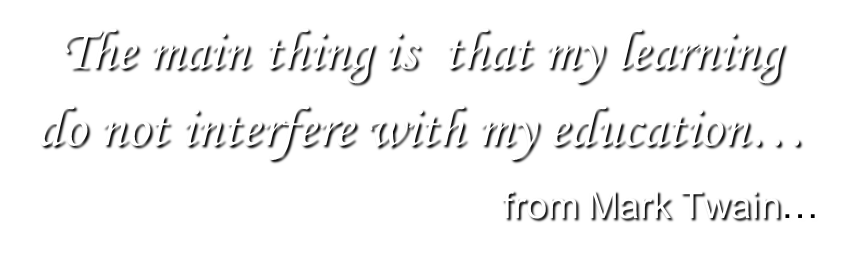 The main thing is  that my learning
do not interfere with my education…
from Mark Twain…